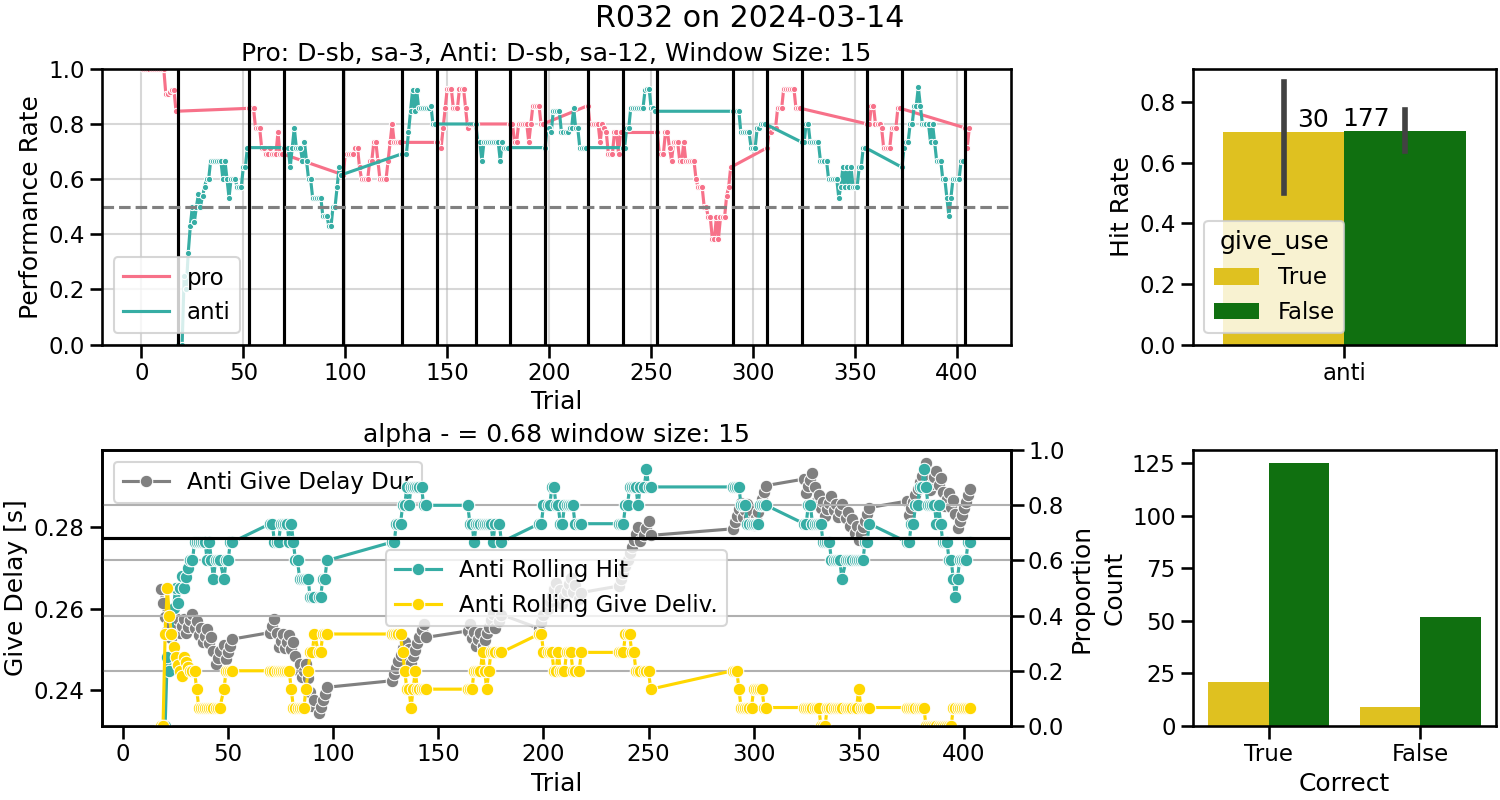 R032 on 2024-03-14
Pro: D-sb, sa-3, Anti: D-sb, sa-12, Window Size: 15
Performance Rate
1.0
0.8
0.6
0.4
0.2
0.0
pro
anti
0 50 100 150 200 250 300 350 400
Trial
Hit Rate
0.8
0.6
0.4
0.2
0.0
30 177
give_use
True
False
anti
alpha - = 0.68 window size: 15
Give Delay [s]
0.28
0.26
0.24
Anti Give Delay Dur
Anti Rolling Hit
Anti Rolling Give Deliv.
1.0
0.8
0.6
0.4
0.2
0.0
Proportion
0 50 100 150 200 250 300 350 400
Trial
Count
125
100
75
50
25
0
True False
Correct